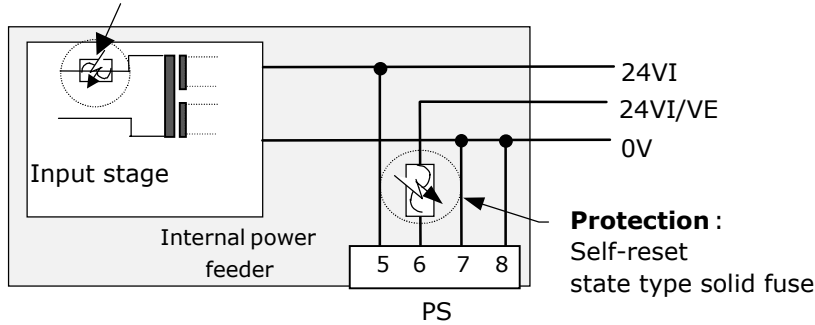 24VI
24VI/VE
0V
Input stage
Internal power
feeder
5 6 7 8
PS
Protection :
Self-reset
state type solid fuse